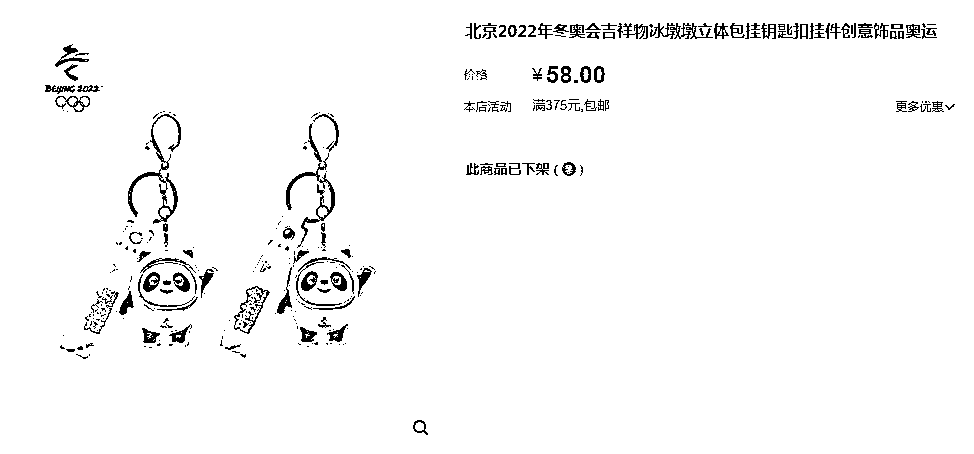 北京2022年冬奥会吉祥物冰墩墩立体包挂钥匙扣挂件创意饰品奥运
BEIJING 2022
价格 ¥58.00
本店活动 满375元,包邮 更多优惠
此商品已下架 ( )